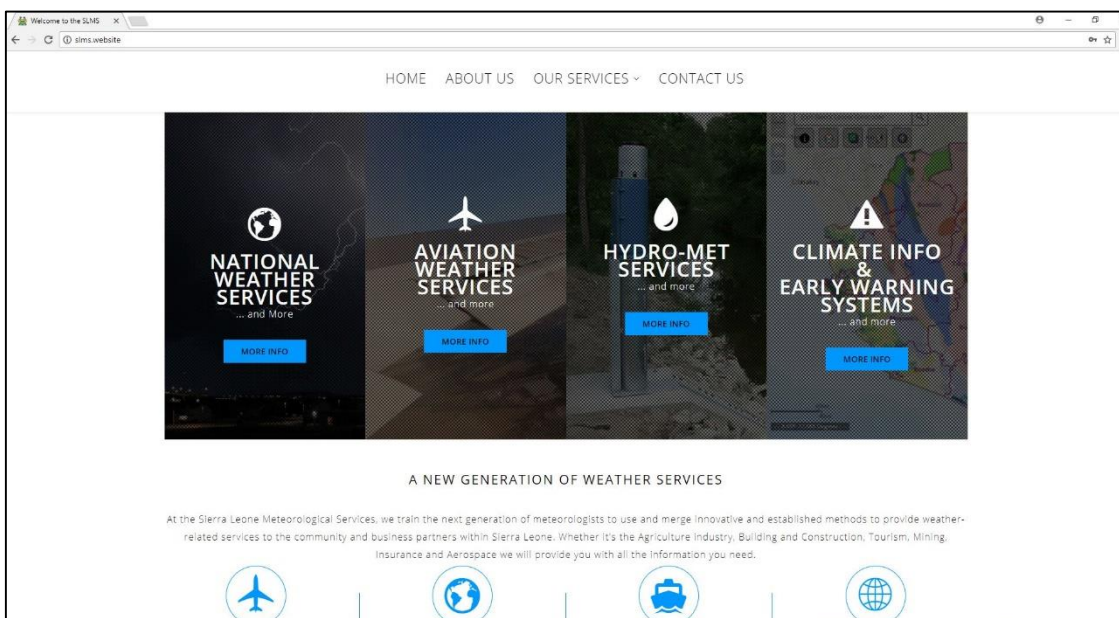 Welcome to the SLMS
slms.website
HOME ABOUT US OUR SERVICES CONTACT US
NATIONAL
WEATHER
SERVICES
... and More
MORE INFO
AVIATION
WEATHER
SERVICES
... and more
MORE INFO
HYDRO-MET
SERVICES
... and more
MORE INFO
CLIMATE INFO
&
EARLY WARNING
SYSTEMS
... and more
MORE INFO
A NEW GENERATION OF WEATHER SERVICES
At the Sierra Leone Meteorological Services, we train the next generation of meteorologists to use and merge innovative and established methods to provide weather-
related services to the community and business partners within Sierra Leone. Whether it's the Agriculture Industry, Building and Construction, Tourism, Mining,
Insurance and Aerospace we will provide you with all the information you need.